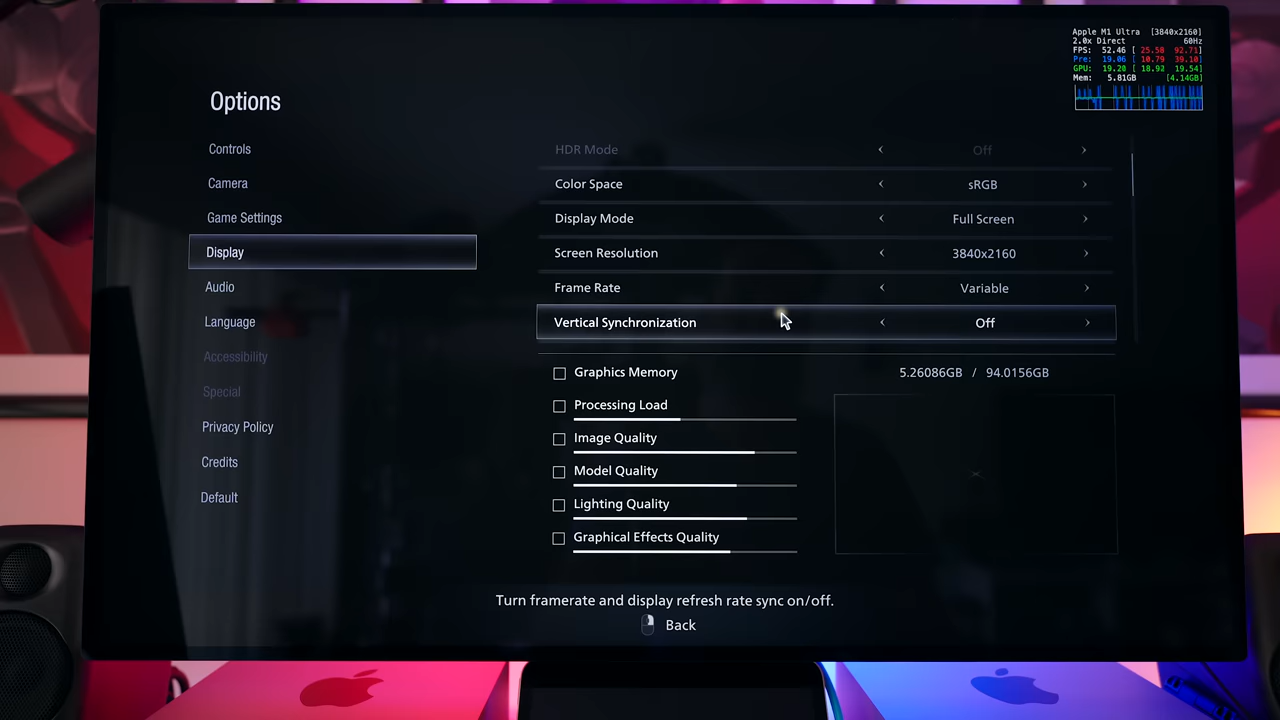 Apple M1 Ultra [3840x2160]
2.0x Direct 60Hz
FPS: 52.46 [ 25.50 92.71]
Pre: 19.06 [ 10.79 39.10]
GPU: 19.20 [ 18.92 19.54]
Mem: 5.81GB [4.14GB]
Options
Controls
Camera
Game Settings
Display
Audio
Language
Accessibility
Special
Privacy Policy
Credits
Default
HDR Mode < Off >
Color Space < sRGB >
Display Mode < Full Screen >
Screen Resolution < 3840x2160 >
Frame Rate < Variable >
Vertical Synchronization < Off >
Graphics Memory 5.26086GB / 94.0156GB
Processing Load
Image Quality
Model Quality
Lighting Quality
Graphical Effects Quality
Turn framerate and display refresh rate sync on/off.
Back